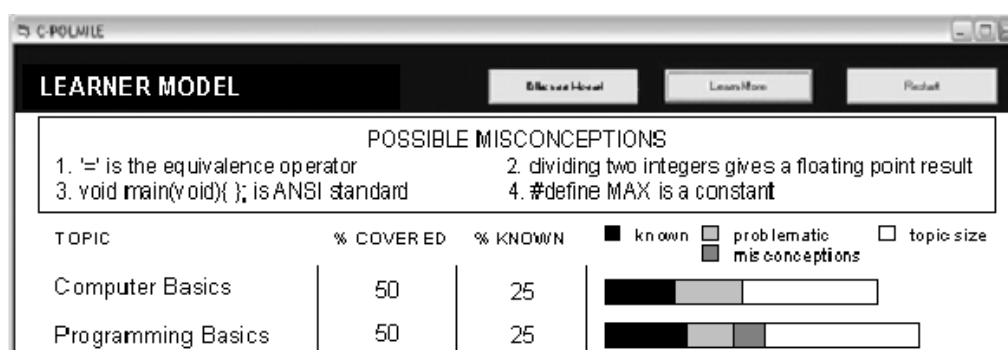 C-POLMILE
LEARNER MODEL
Learn More
Restart
POSSIBLE MISCONCEPTIONS
1. '=' is the equivalence operator 2. dividing two integers gives a floating point result
3. void main(void){ }; is ANSI standard 4. #define MAX is a constant
TOPIC % COVERED % KNOWN known problematic topic size
misconceptions
Computer Basics 50 25
Programming Basics 50 25